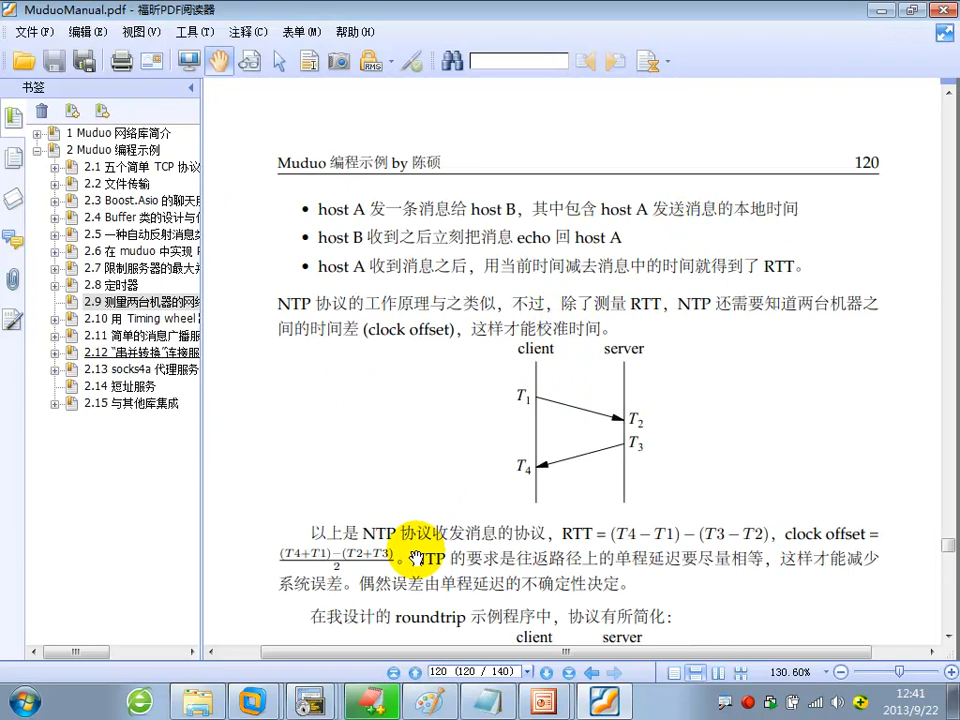 MuduoManual.pdf - 福昕PDF阅读器
文件(F) 编辑(E) 视图(V) 工具(T) 注释(C) 表单(M) 帮助(H)
RMS
书签
1 Muduo 网络库简介
2 Muduo 编程示例
2.1 五个简单 TCP 协议
2.2 文件传输
2.3 Boost.Asio 的聊天
2.4 Buffer 类的设计与
2.5 一种自动反射消息
2.6 在 muduo 中实现
2.7 限制服务器的最大
2.8 定时器
2.9 测量两台机器的网络
2.10 用 Timing wheel
2.11 简单的消息广播服
2.12 “串并转换”连接服
2.13 socks4a 代理服务
2.14 短址服务
2.15 与其他库集成
Muduo 编程示例 by 陈硕 120
• host A 发一条消息给 host B，其中包含 host A 发送消息的本地时间
• host B 收到之后立刻把消息 echo 回 host A
• host A 收到消息之后，用当前时间减去消息中的时间就得到了 RTT。
NTP 协议的工作原理与之类似，不过，除了测量 RTT，NTP 还需要知道两台机器之
间的时间差 (clock offset)，这样才能校准时间。
client server
T1
T2
T3
T4
以上是 NTP 协议收发消息的协议，RTT = (T4 − T1) − (T3 − T2)，clock offset =
((T4+T1)−(T2+T3))/2。NTP 的要求是往返路径上的单程延迟要尽量相等，这样才能减少
系统误差。偶然误差由单程延迟的不确定性决定。
在我设计的 roundtrip 示例程序中，协议有所简化：
client server
120 (120 / 140) 130.60%
12:41
2013/9/22